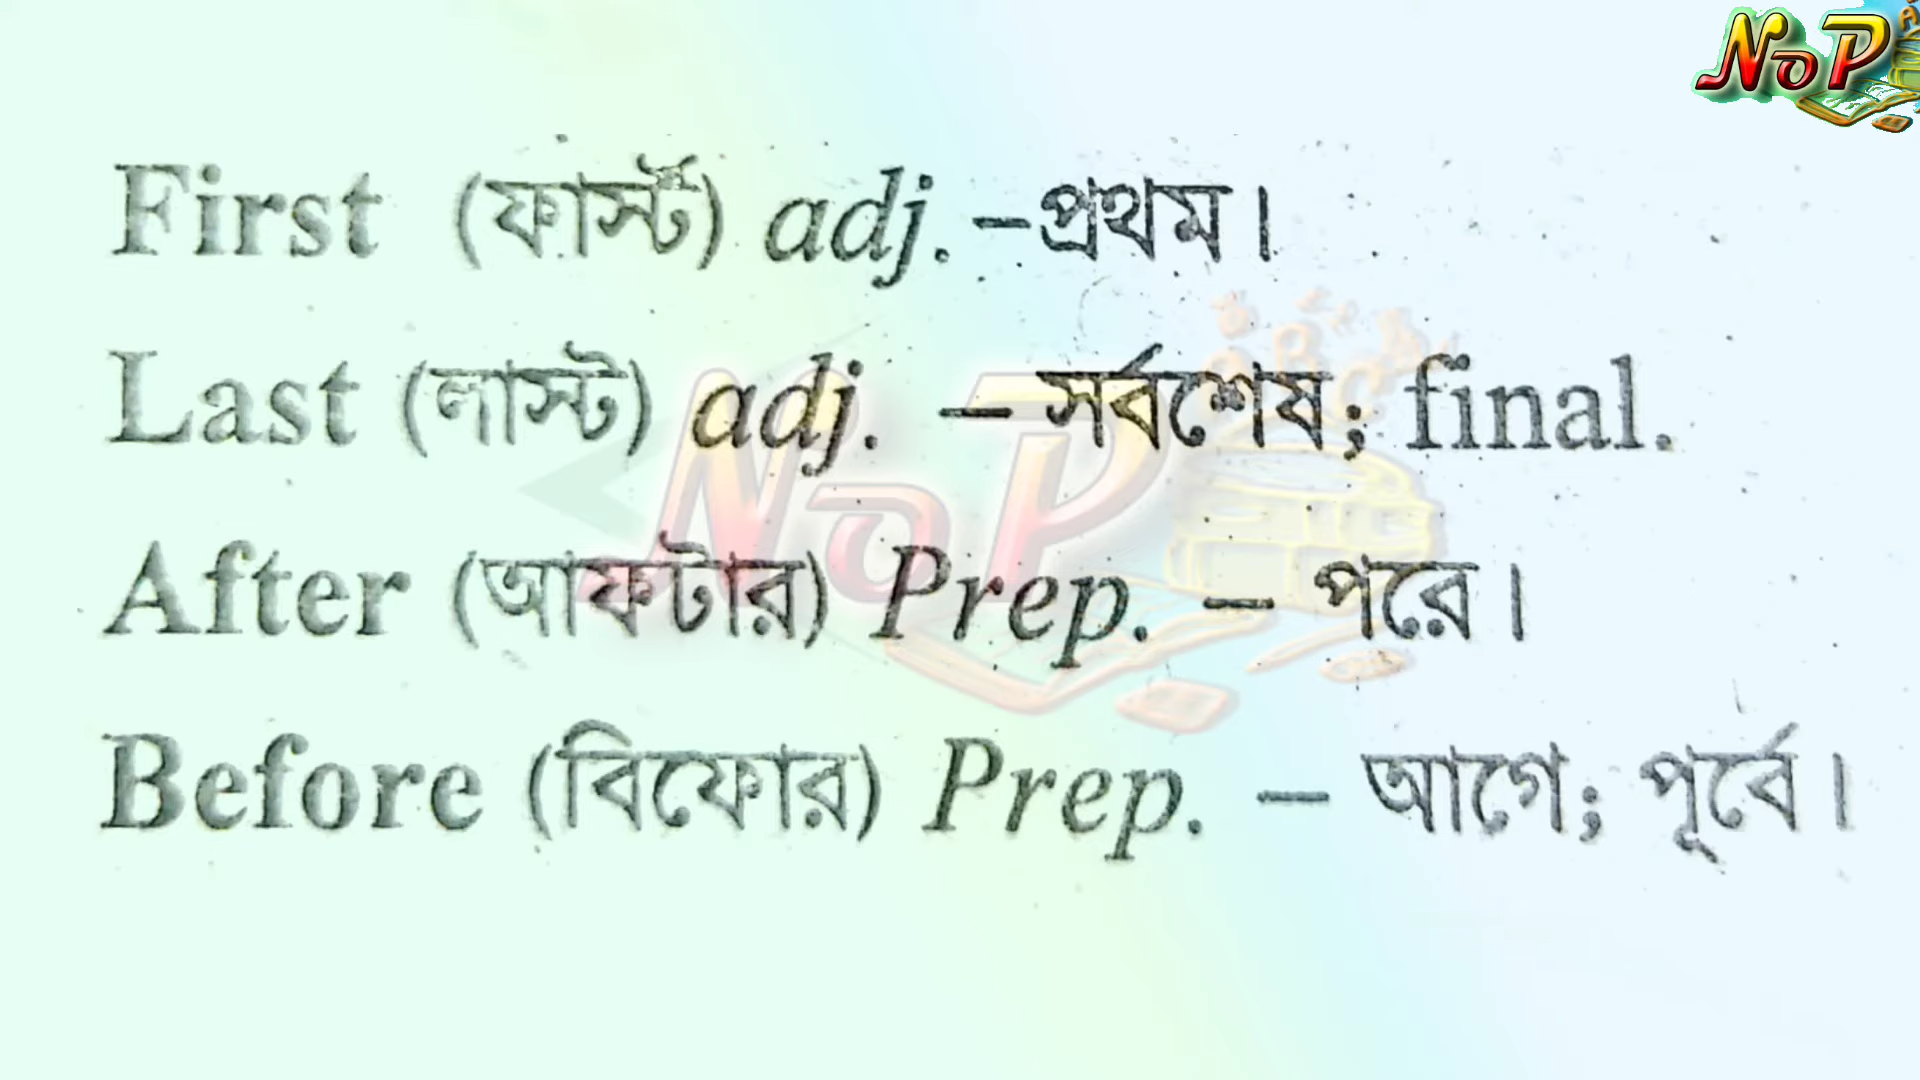 NoP
First (ফার্স্ট) adj. –প্রথম।
Last (লাস্ট) adj. – সর্বশেষ; final.
After (আফটার) Prep. – পরে।
Before (বিফোর) Prep. – আগে; পূর্বে।